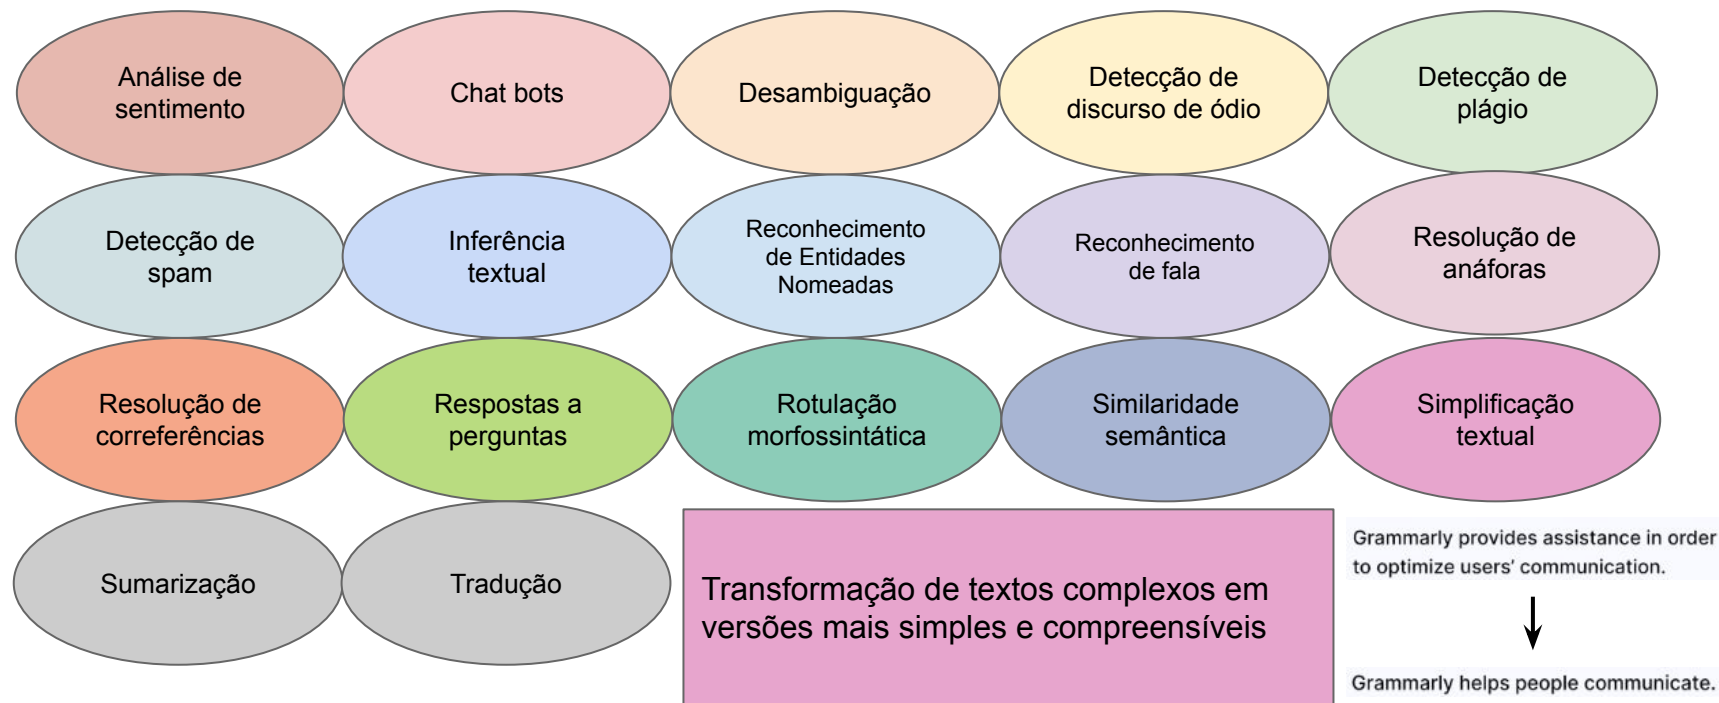 Análise de
sentimento
Chat bots
Desambiguação
Detecção de
discurso de ódio
Detecção de
plágio
Detecção de
spam
Inferência
textual
Reconhecimento
de Entidades
Nomeadas
Reconhecimento
de fala
Resolução de
anáforas
Resolução de
correferências
Respostas a
perguntas
Rotulação
morfossintática
Similaridade
semântica
Simplificação
textual
Sumarização
Tradução
Transformação de textos complexos em
versões mais simples e compreensíveis
Grammarly provides assistance in order
to optimize users’ communication.
Grammarly helps people communicate.